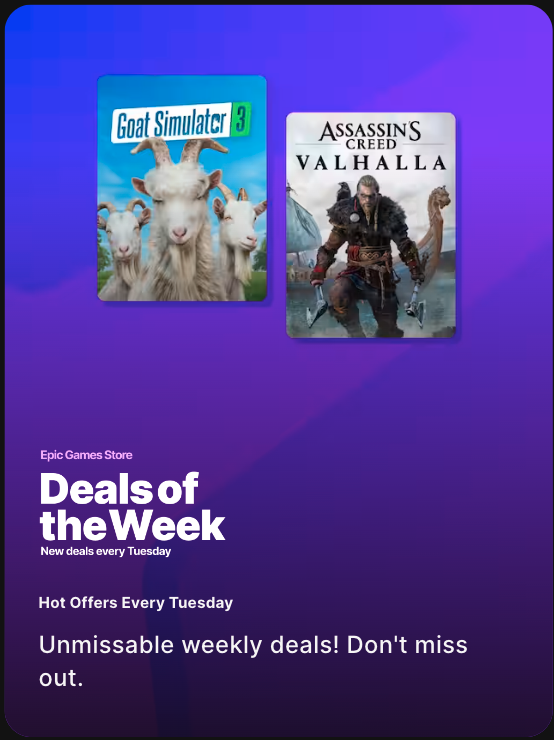 Goat Simulator 3
ASSASSIN'S
CREED
VALHALLA
Epic Games Store
Deals of
the Week
New deals every Tuesday
Hot Offers Every Tuesday
Unmissable weekly deals! Don't miss
out.